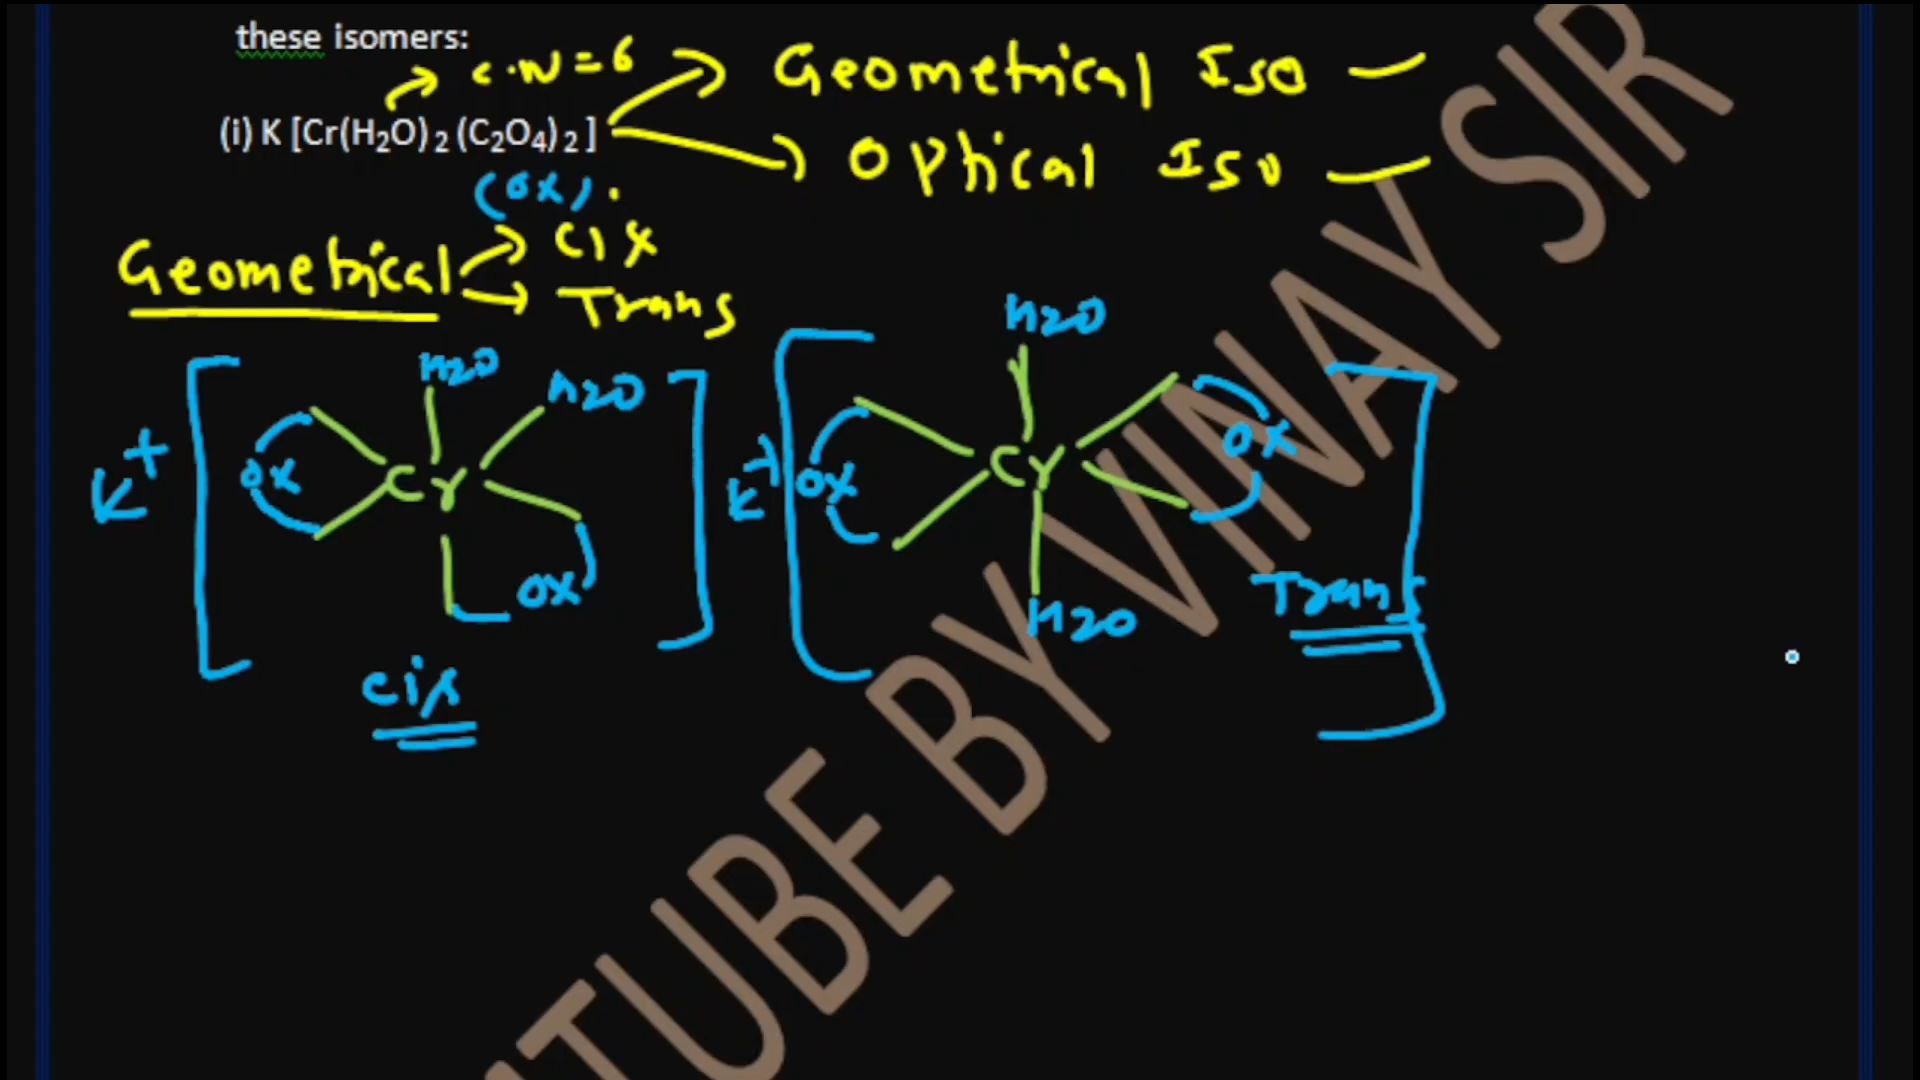 these isomers:
→ C.N=6 → Geometrical Iso —
(i) K [Cr(H₂O)₂ (C₂O₄)₂] → Optical Iso —
(ox).
Geometrical → Cis
→ Trans
H2O
H2O H2O
K+ [ ox Cr ox ] K+ [ ox Cr ox ]
H2O
Trans
cis
TUBE BY VINAY SIR